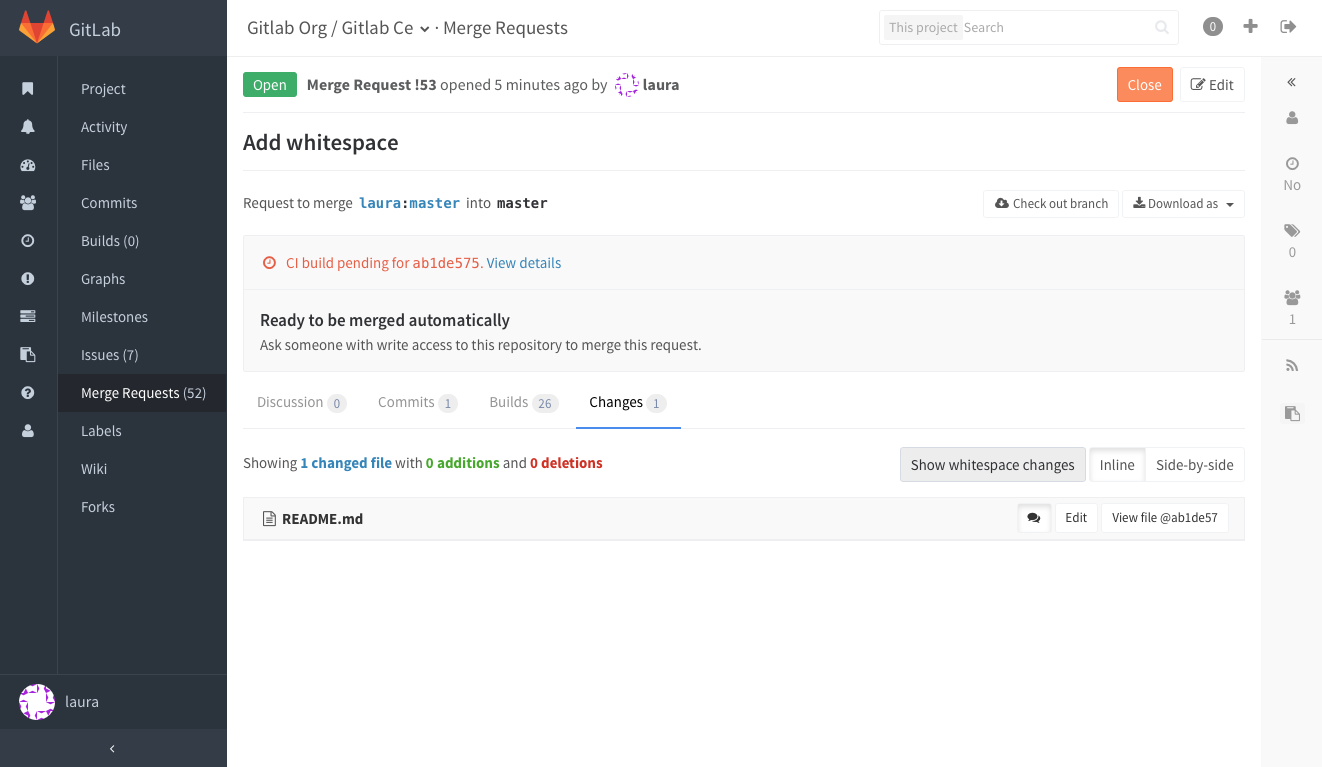 GitLab
Gitlab Org / Gitlab Ce · Merge Requests
This project Search
0
Project
Activity
Files
Commits
Builds (0)
Graphs
Milestones
Issues (7)
Merge Requests (52)
Labels
Wiki
Forks
laura
Open Merge Request !53 opened 5 minutes ago by laura
Close Edit
Add whitespace
Request to merge laura:master into master
Check out branch Download as
CI build pending for ab1de575. View details
Ready to be merged automatically
Ask someone with write access to this repository to merge this request.
Discussion 0 Commits 1 Builds 26 Changes 1
Showing 1 changed file with 0 additions and 0 deletions
Show whitespace changes Inline Side-by-side
README.md
Edit View file @ab1de57
No
0
1